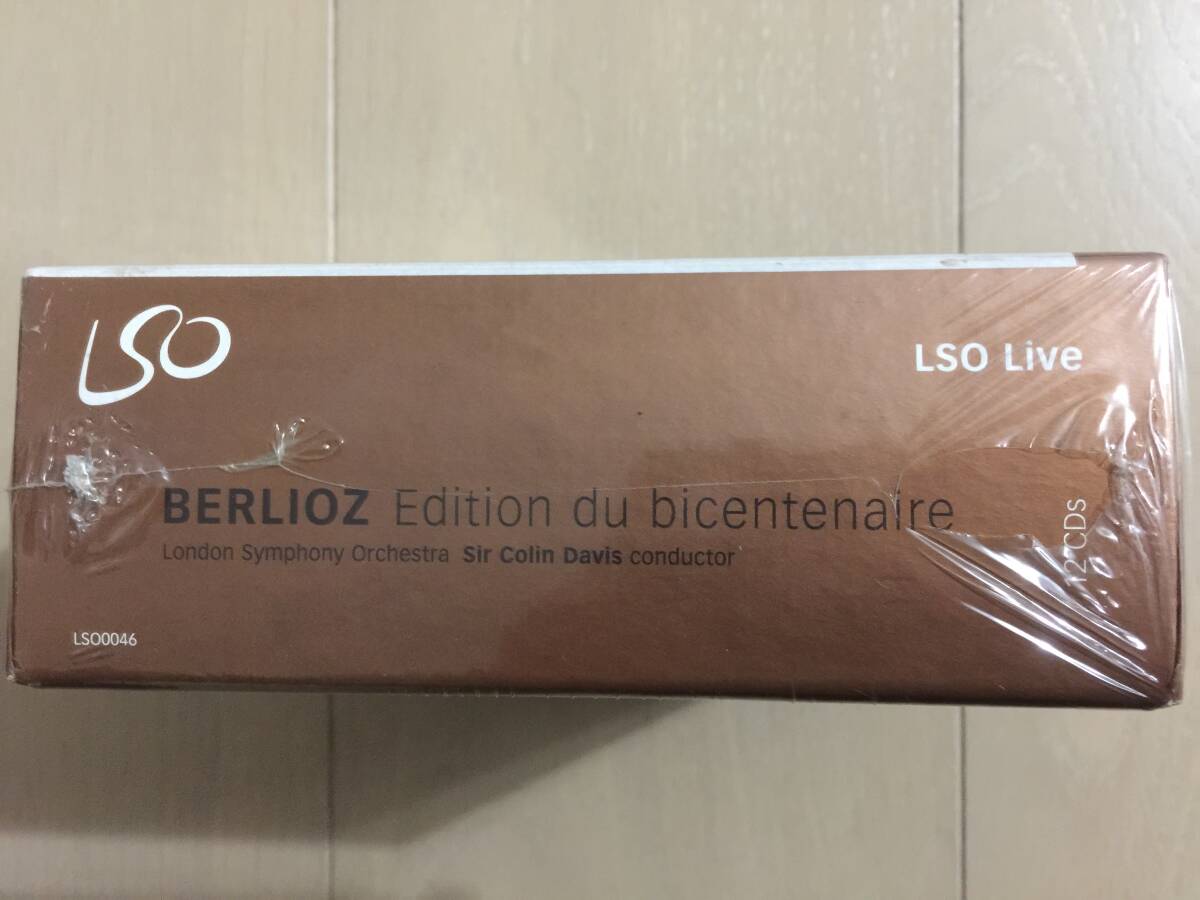 LSO
LSO Live
BERLIOZ Edition du bicentenaire
London Symphony Orchestra Sir Colin Davis conductor
12 CDs
LSO0046